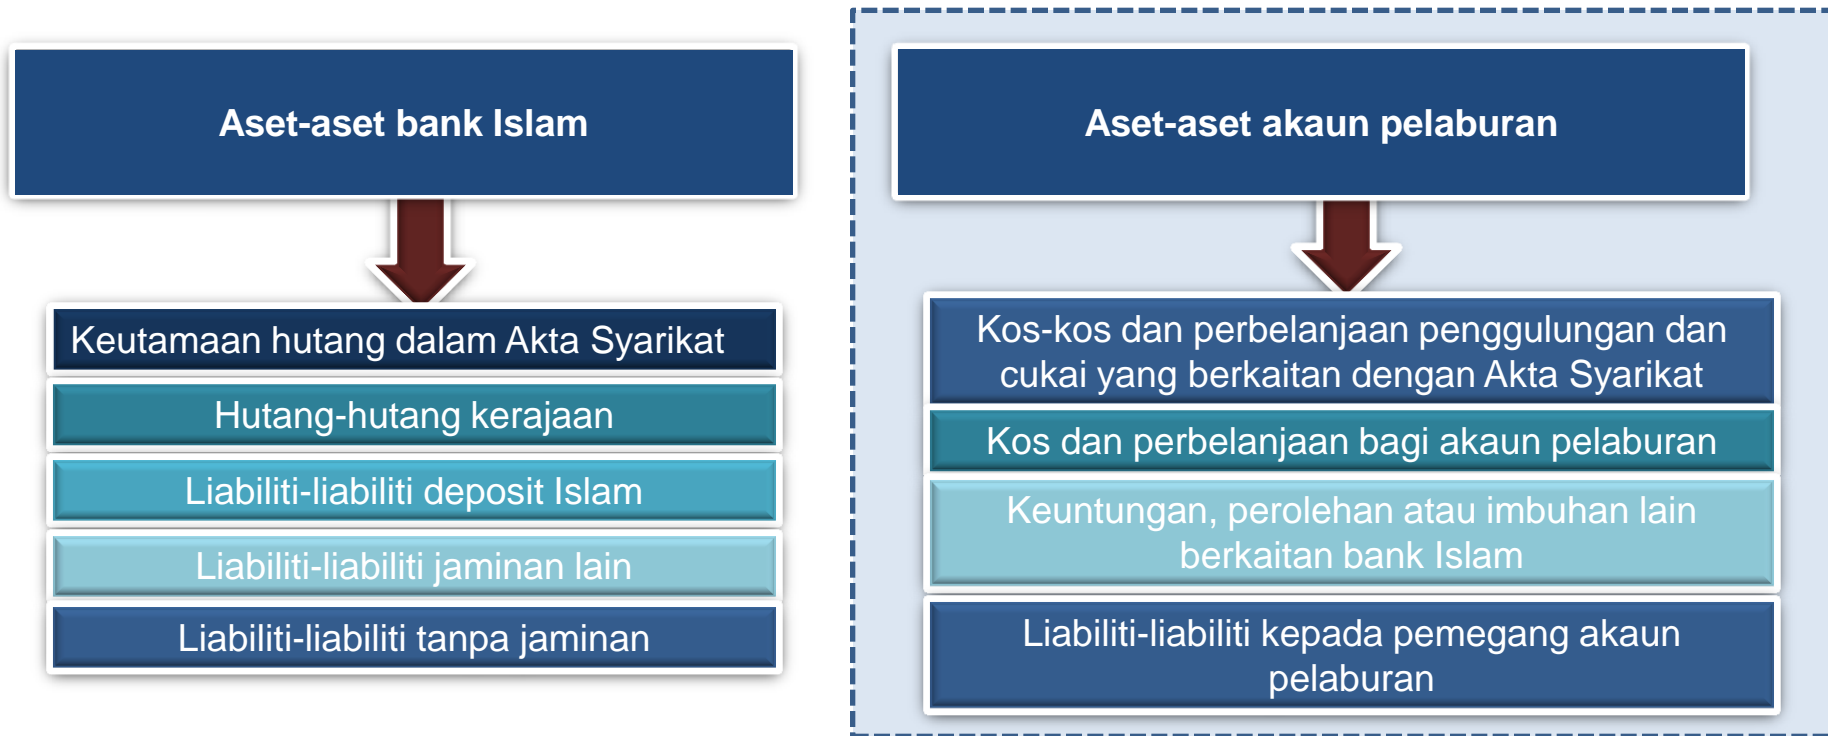 Aset-aset bank Islam
Keutamaan hutang dalam Akta Syarikat
Hutang-hutang kerajaan
Liabiliti-liabiliti deposit Islam
Liabiliti-liabiliti jaminan lain
Liabiliti-liabiliti tanpa jaminan
Aset-aset akaun pelaburan
Kos-kos dan perbelanjaan penggulungan dan
cukai yang berkaitan dengan Akta Syarikat
Kos dan perbelanjaan bagi akaun pelaburan
Keuntungan, perolehan atau imbuhan lain
berkaitan bank Islam
Liabiliti-liabiliti kepada pemegang akaun
pelaburan